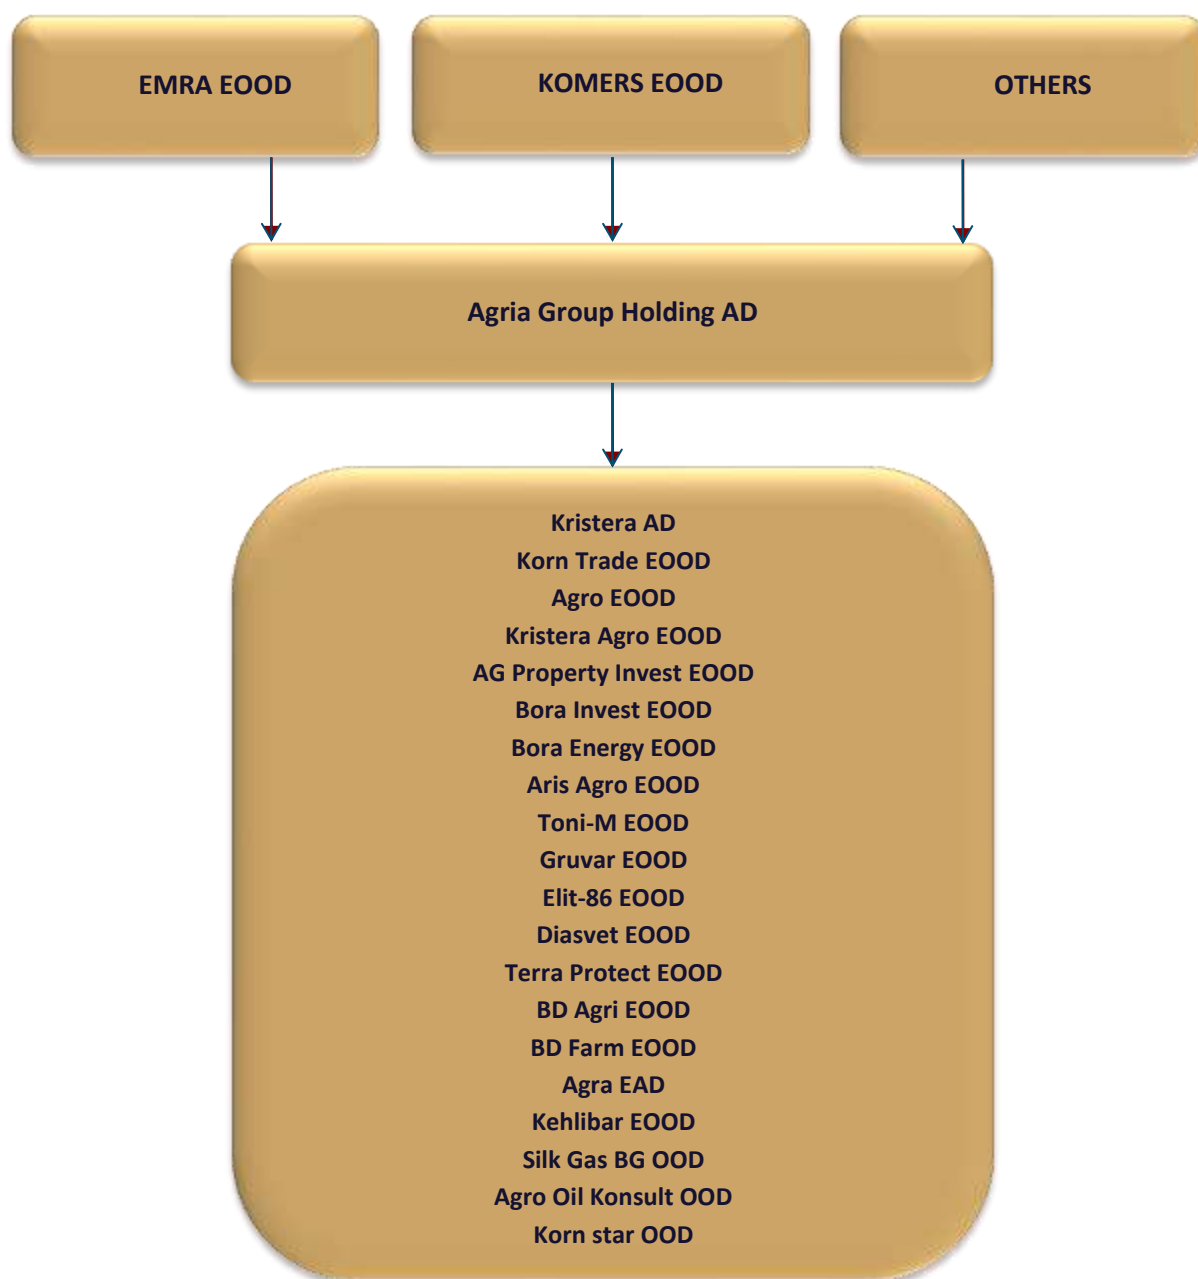 EMRA EOOD
KOMERS EOOD
OTHERS
Agria Group Holding AD
Kristera AD
Korn Trade EOOD
Agro EOOD
Kristera Agro EOOD
AG Property Invest EOOD
Bora Invest EOOD
Bora Energy EOOD
Aris Agro EOOD
Toni-M EOOD
Gruvar EOOD
Elit-86 EOOD
Diasvet EOOD
Terra Protect EOOD
BD Agri EOOD
BD Farm EOOD
Agra EAD
Kehlibar EOOD
Silk Gas BG OOD
Agro Oil Konsult OOD
Korn star OOD